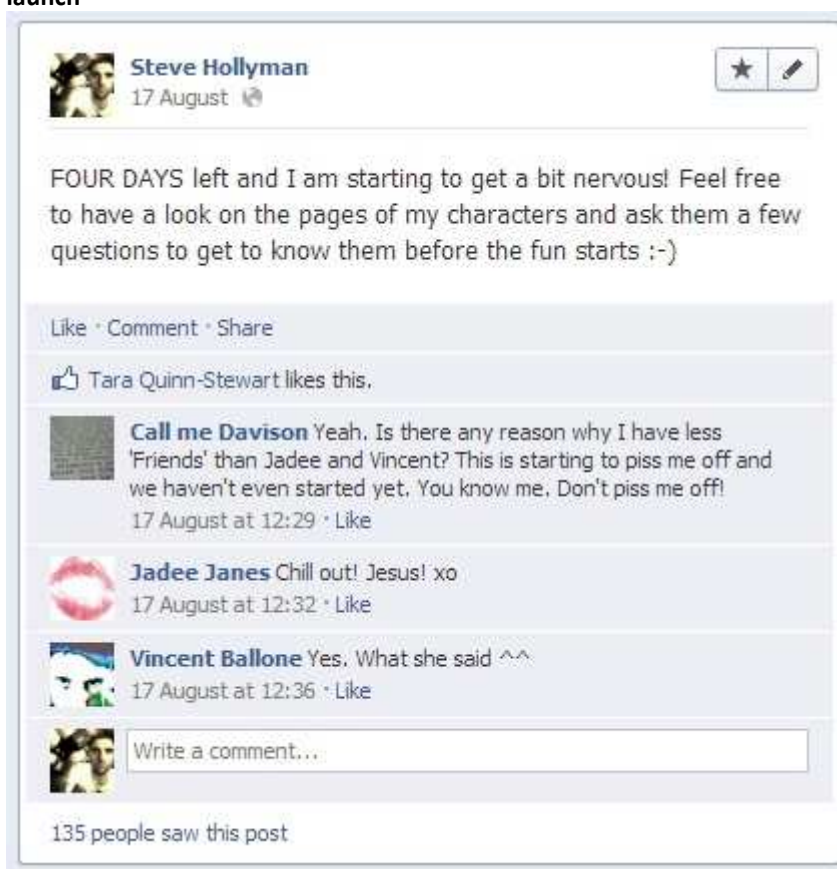 launch
Steve Hollyman
17 August
FOUR DAYS left and I am starting to get a bit nervous! Feel free
to have a look on the pages of my characters and ask them a few
questions to get to know them before the fun starts :-)
Like · Comment · Share
Tara Quinn-Stewart likes this.
Call me Davison Yeah. Is there any reason why I have less
'Friends' than Jadee and Vincent? This is starting to piss me off and
we haven't even started yet. You know me. Don't piss me off!
17 August at 12:29 · Like
Jadee Janes Chill out! Jesus! xo
17 August at 12:32 · Like
Vincent Ballone Yes. What she said ^^
17 August at 12:36 · Like
Write a comment...
135 people saw this post